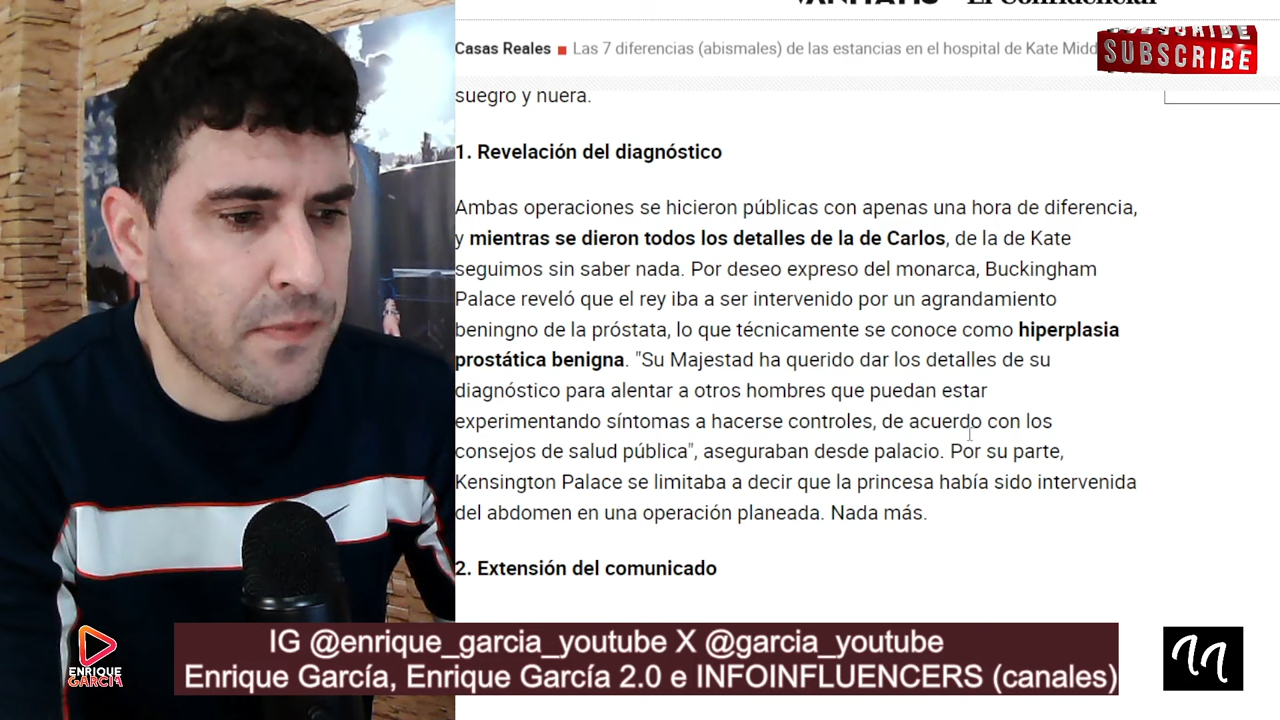 VANITATIS El Confidencial
SUBSCRIBE
SUBSCRIBE
Casas Reales Las 7 diferencias (abismales) de las estancias en el hospital de Kate
suegro y nuera.
1. Revelación del diagnóstico
Ambas operaciones se hicieron públicas con apenas una hora de diferencia,
y mientras se dieron todos los detalles de la de Carlos, de la de Kate
seguimos sin saber nada. Por deseo expreso del monarca, Buckingham
Palace reveló que el rey iba a ser intervenido por un agrandamiento
beningno de la próstata, lo que técnicamente se conoce como hiperplasia
prostática benigna. "Su Majestad ha querido dar los detalles de su
diagnóstico para alentar a otros hombres que puedan estar
experimentando síntomas a hacerse controles, de acuerdo con los
consejos de salud pública", aseguraban desde palacio. Por su parte,
Kensington Palace se limitaba a decir que la princesa había sido intervenida
del abdomen en una operación planeada. Nada más.
2. Extensión del comunicado
IG @enrique_garcia_youtube X @garcia_youtube
Enrique García, Enrique García 2.0 e INFOINFLUENCERS (canales)
ENRIQUE
GARCÍA